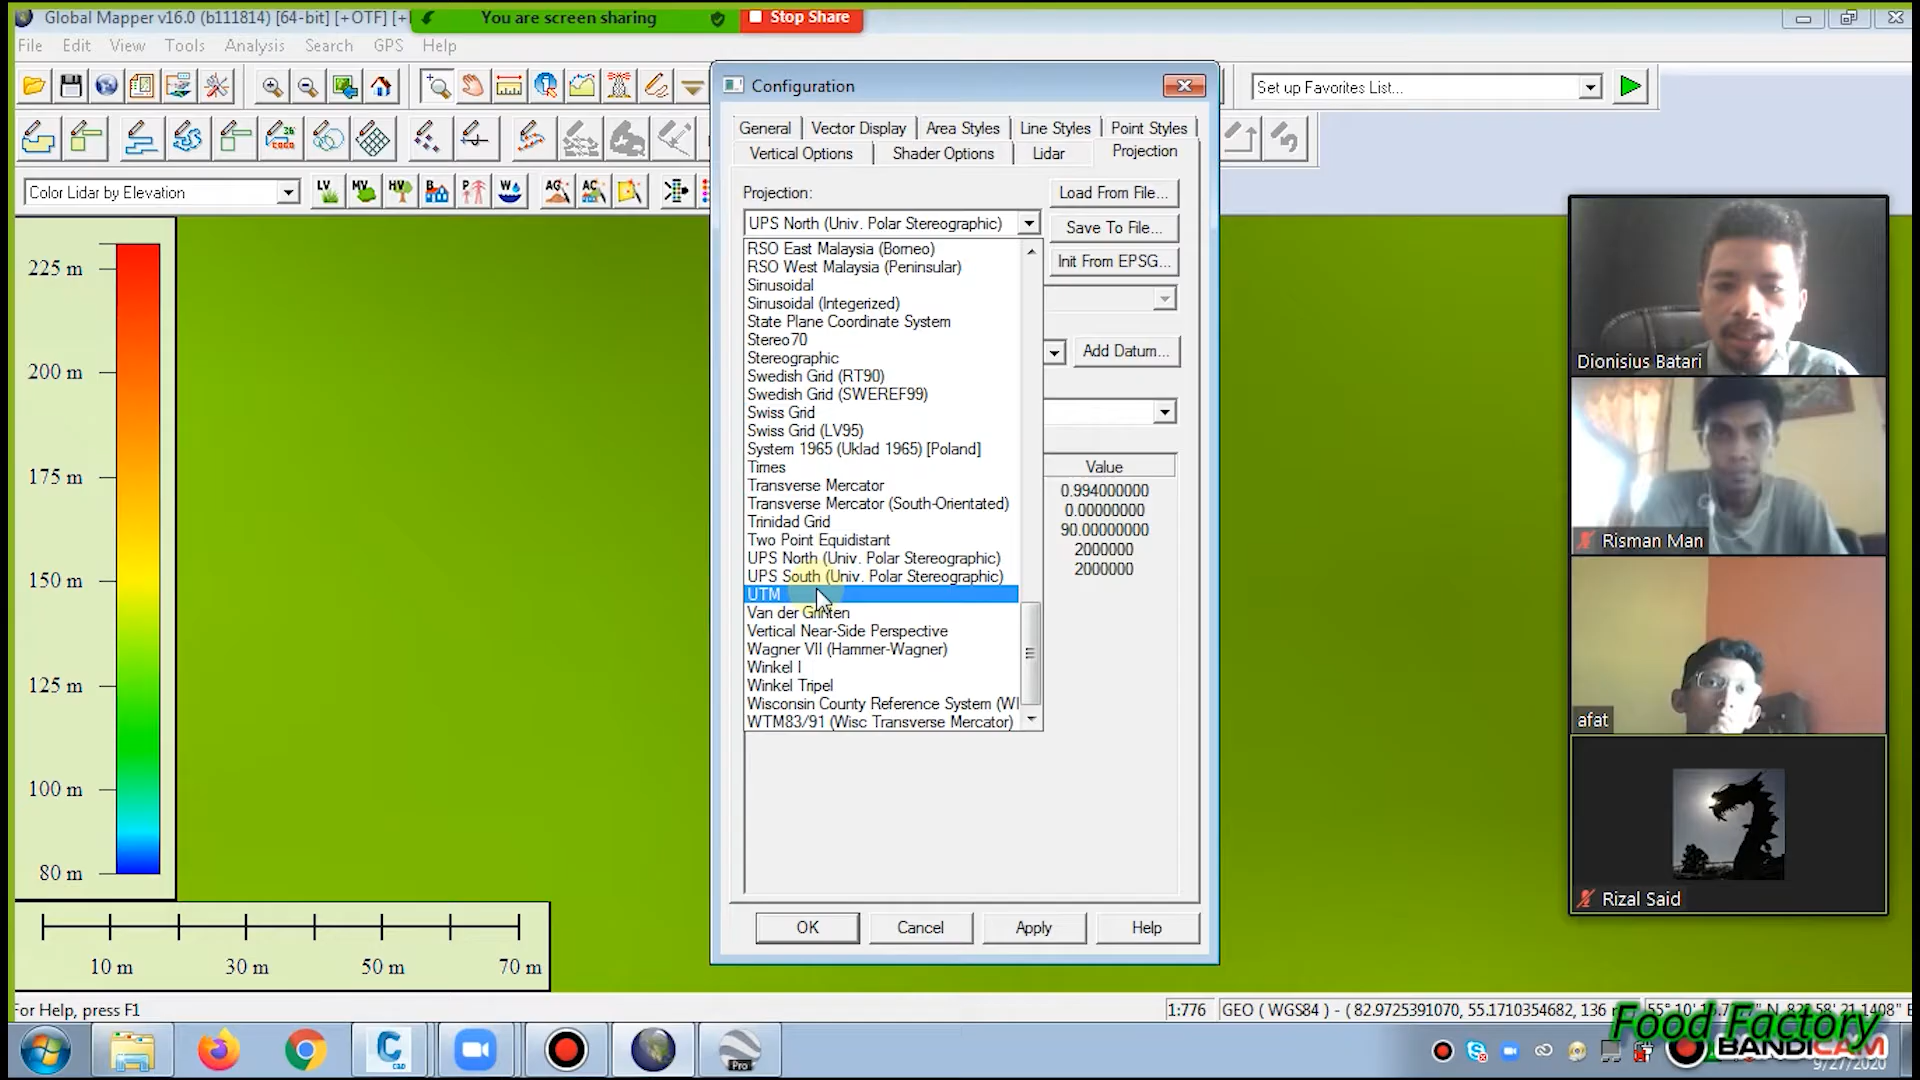 Global Mapper v16.0 (b111814) [64-bit] [+OTF] [+
You are screen sharing
Stop Share
File Edit View Tools Analysis Search GPS Help
Set up Favorites List...
Color Lidar by Elevation
LV MV HV
AG AC
225 m
200 m
175 m
150 m
125 m
100 m
80 m
10 m 30 m 50 m 70 m
Configuration
General Vector Display Area Styles Line Styles Point Styles
Vertical Options Shader Options Lidar Projection
Projection:
Load From File...
UPS North (Univ. Polar Stereographic)
Save To File...
Init From EPSG...
Add Datum...
RSO East Malaysia (Borneo)
RSO West Malaysia (Peninsular)
Sinusoidal
Sinusoidal (Integerized)
State Plane Coordinate System
Stereo70
Stereographic
Swedish Grid (RT90)
Swedish Grid (SWEREF99)
Swiss Grid
Swiss Grid (LV95)
System 1965 (Uklad 1965) [Poland]
Times
Transverse Mercator
Transverse Mercator (South-Orientated)
Trinidad Grid
Two Point Equidistant
UPS North (Univ. Polar Stereographic)
UPS South (Univ. Polar Stereographic)
UTM
Van der Grinten
Vertical Near-Side Perspective
Wagner VII (Hammer-Wagner)
Winkel I
Winkel Tripel
Wisconsin County Reference System (WI
WTM83/91 (Wisc Transverse Mercator)
Value
0.994000000
0.00000000
90.00000000
2000000
2000000
OK Cancel Apply Help
Dionisius Batari
Risman Man
afat
Rizal Said
For Help, press F1
1:776 GEO ( WGS84 ) - ( 82.9725391070, 55.1710354682, 136
Food Factory
BANDICAM
9/27/2020
CAD
Pro